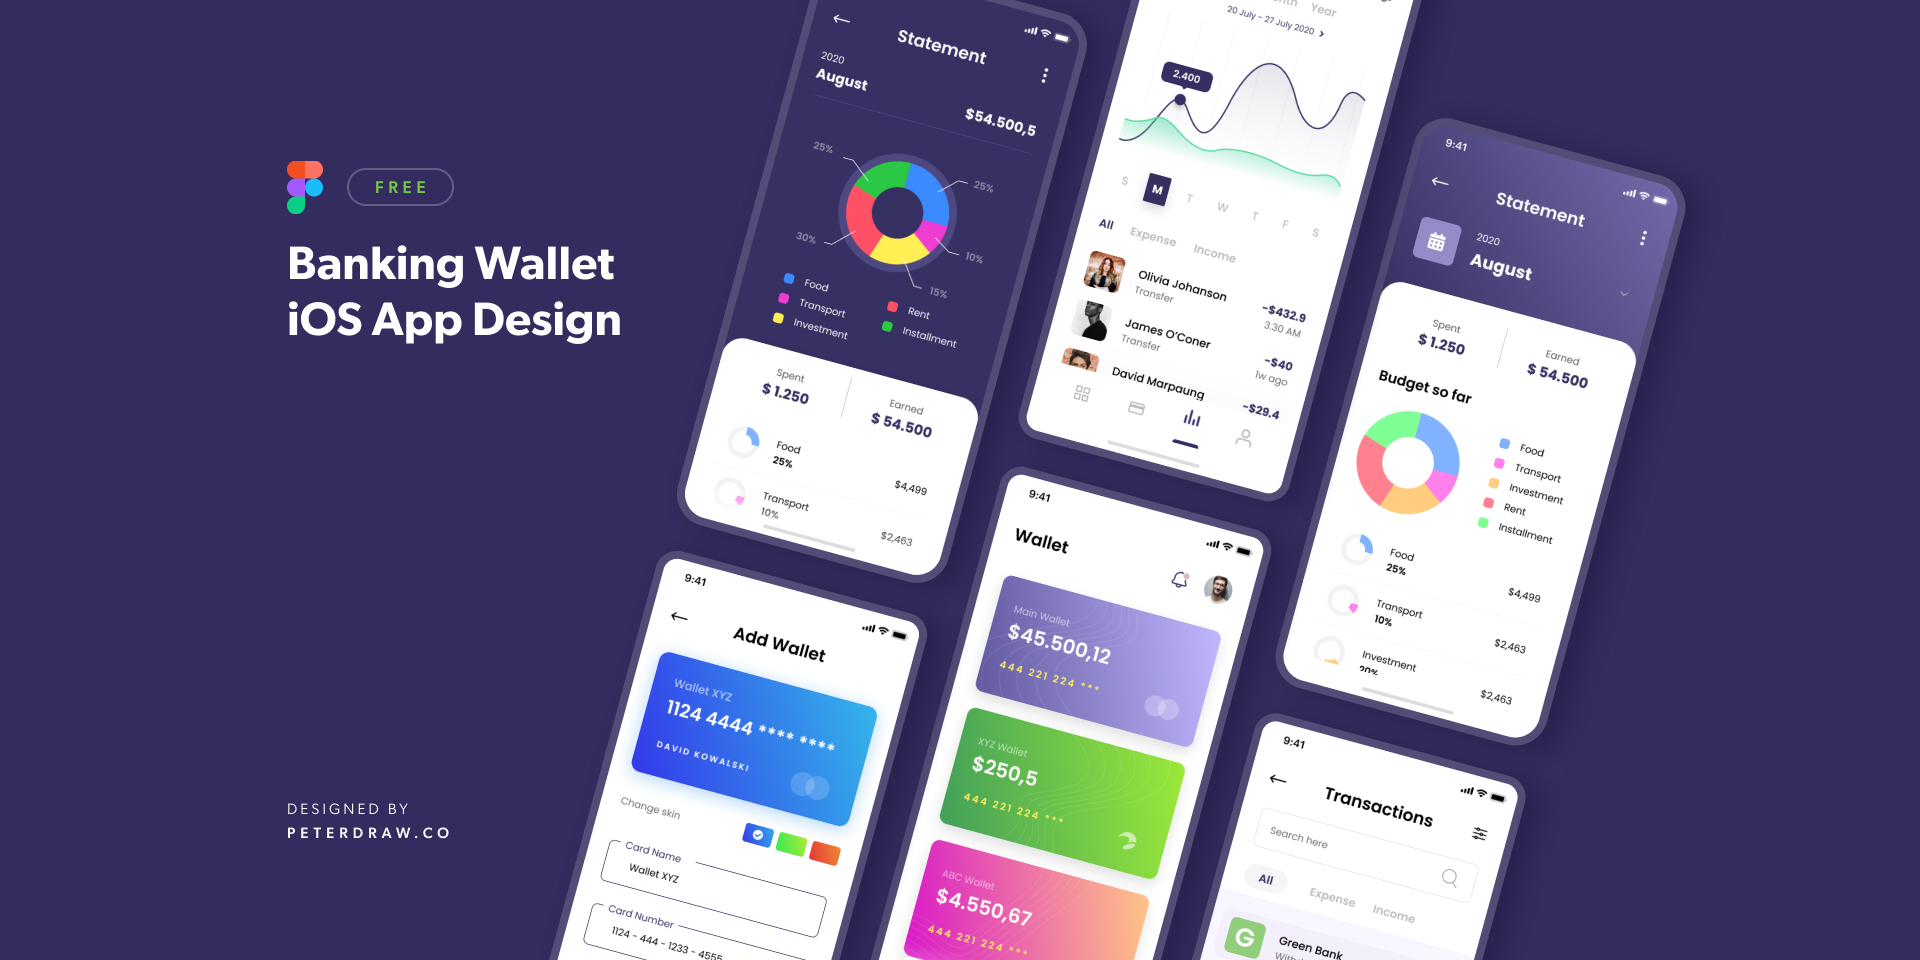 FREE
Banking Wallet
iOS App Design
DESIGNED BY
PETERDRAW.CO
Statement
2020
August
$54.500,5
25%
25%
30%
10%
15%
Food
Transport
Investment
Rent
Installment
Spent
$ 1.250
Earned
$ 54.500
Food
25%
$4,499
Transport
10%
$2,463
Year
20 July - 27 July 2020
2.400
S M T W T F S
All Expense Income
Olivia Johanson
Transfer
-$432.9
3.30 AM
James O'Coner
Transfer
-$40
1w ago
David Marpaung
-$29.4
9:41
Statement
2020
August
Spent
$ 1.250
Earned
$ 54.500
Budget so far
Food
Transport
Investment
Rent
Installment
Food
25%
$4,499
Transport
10%
$2,463
Investment
$2,463
9:41
Add Wallet
Wallet XYZ
1124 4444 **** ****
DAVID KOWALSKI
Change skin
Card Name
Wallet XYZ
Card Number
1124 - 444 - 1233 - 4555
9:41
Wallet
Main Wallet
$45.500,12
444 221 224 ***
XYZ Wallet
$250,5
444 221 224 ***
ABC Wallet
$4.550,67
444 221 224 ***
9:41
Transactions
Search here
All Expense Income
G
Green Bank